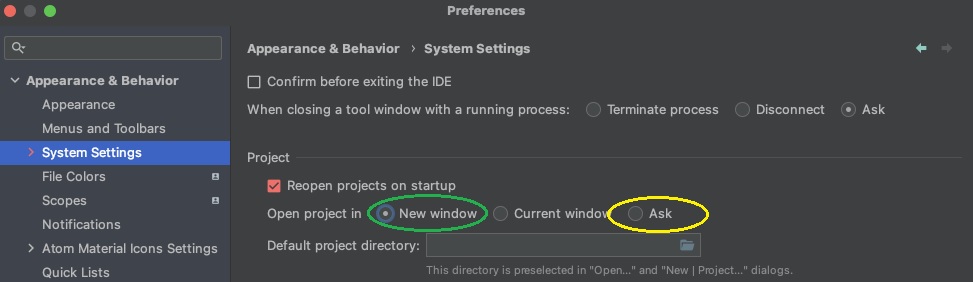 Preferences
Appearance & Behavior › System Settings
Appearance & Behavior
Confirm before exiting the IDE
Appearance
When closing a tool window with a running process: Terminate process Disconnect Ask
Menus and Toolbars
System Settings
Project
File Colors
Reopen projects on startup
Scopes
Open project in New window Current window Ask
Notifications
Atom Material Icons Settings
Default project directory:
Quick Lists
This directory is preselected in "Open..." and "New | Project..." dialogs.